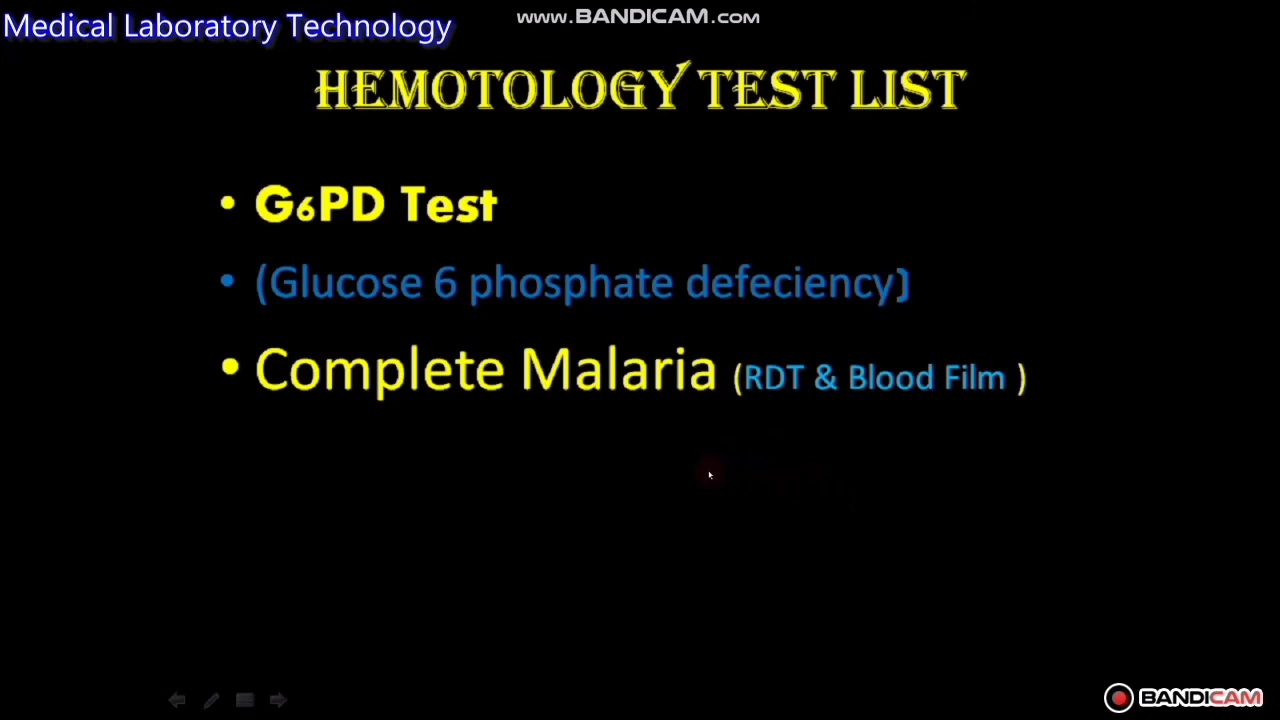 Medical Laboratory Technology
www.BANDICAM.com
HEMOTOLOGY TEST LIST
• G6PD Test
• (Glucose 6 phosphate defeciency)
• Complete Malaria (RDT & Blood Film )
BANDICAM